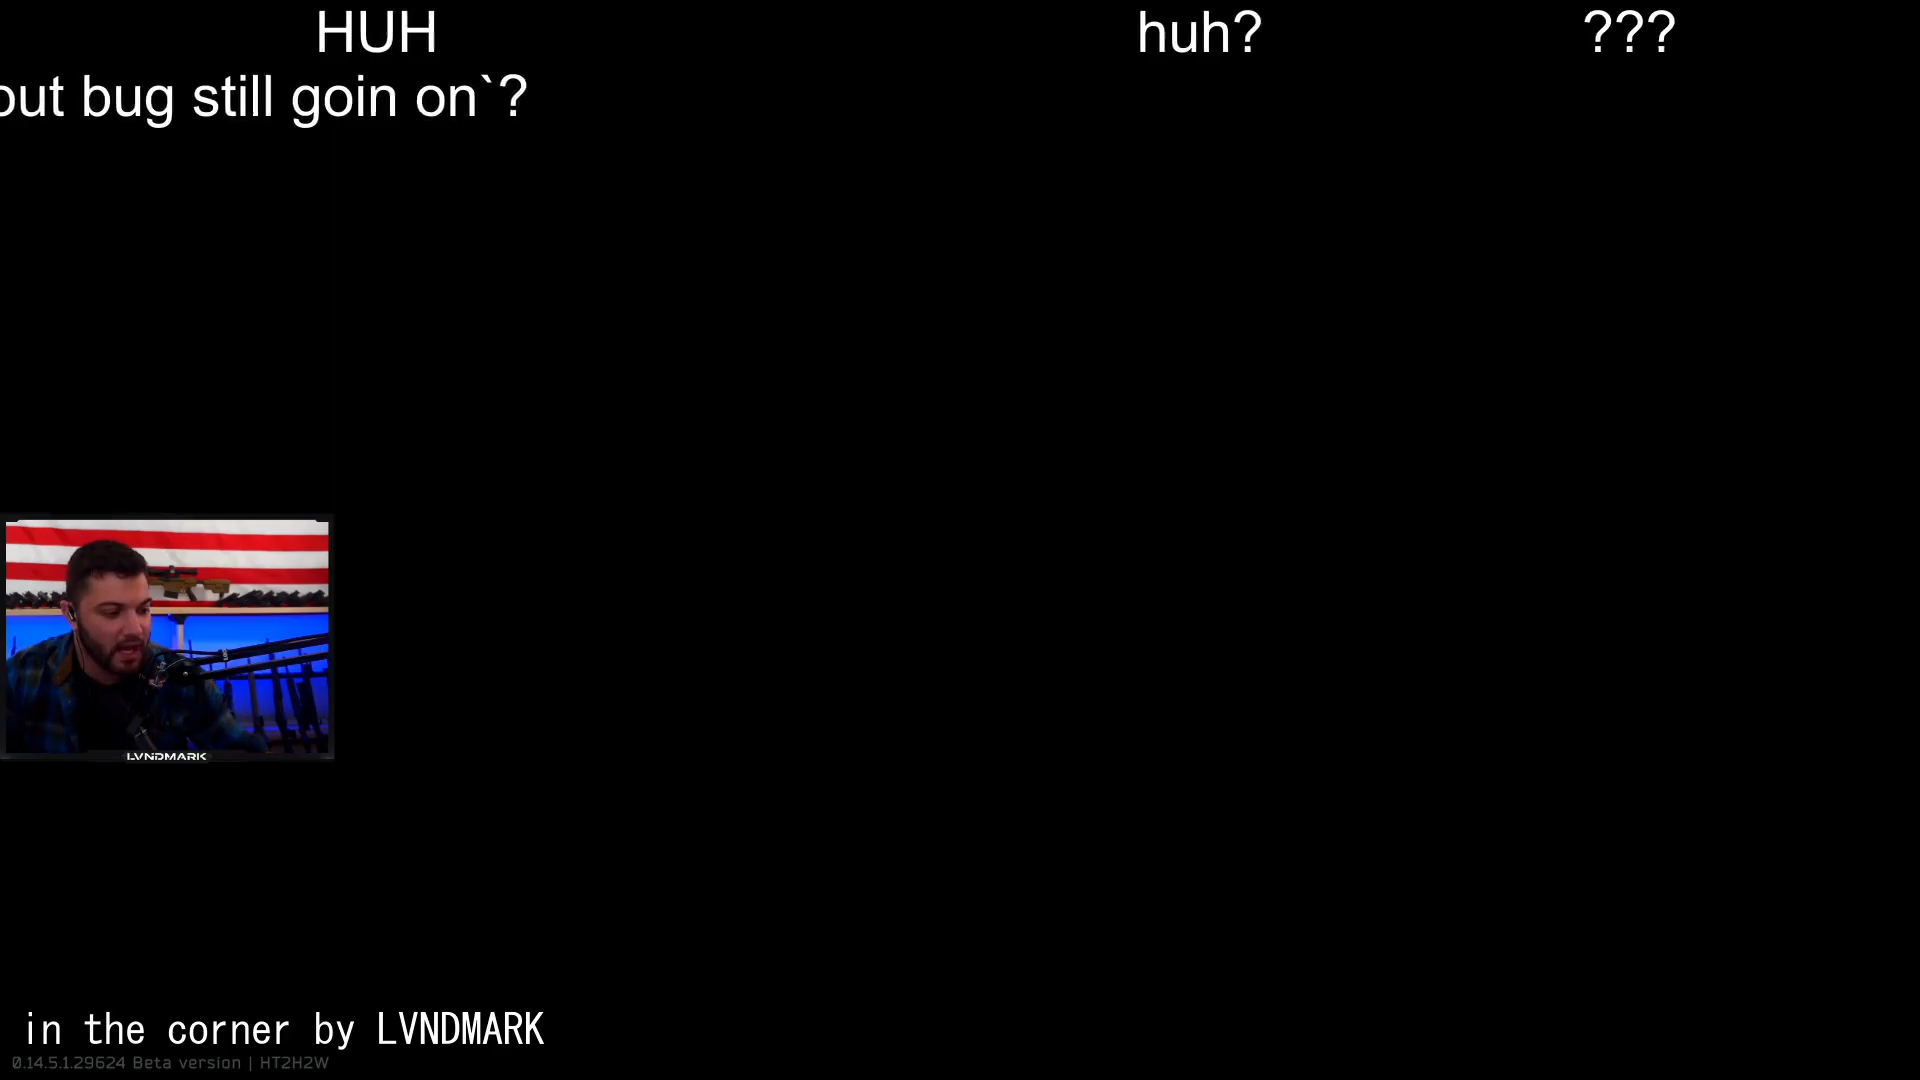 HUH huh? ???
out bug still goin on`?
LVNDMARK
in the corner by LVNDMARK
0.14.5.1.29624 Beta version | HT2H2W